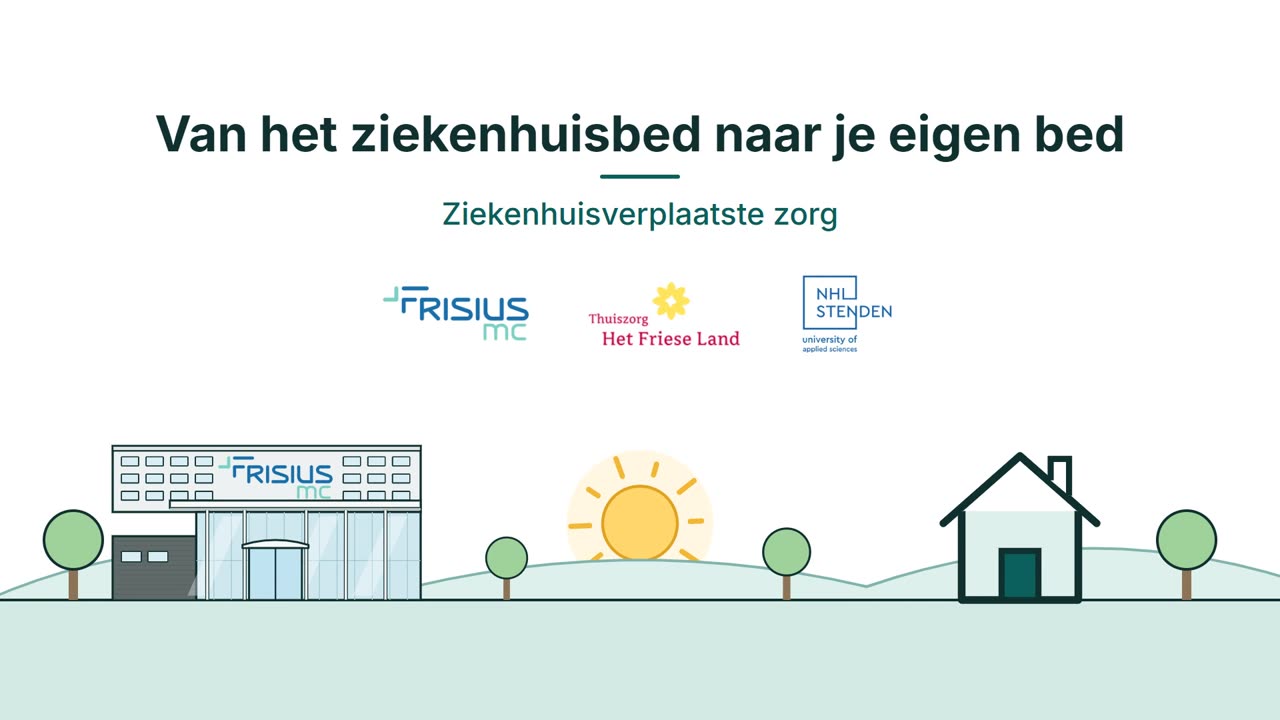 Van het ziekenhuisbed naar je eigen bed
Ziekenhuisverplaatste zorg
FRISIUS
mc
Thuiszorg
Het Friese Land
NHL
STENDEN
university of
applied sciences
FRISIUS
mc